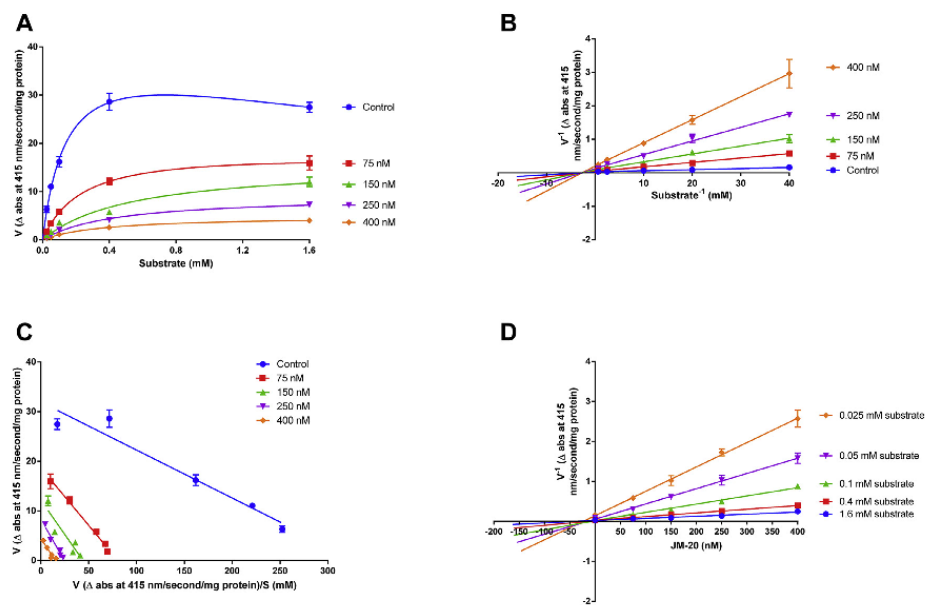 A
V (Δ abs at 415 nm/second/mg protein)
40
30
20
10
0
0.0
0.4
0.8
1.2
1.6
Substrate (mM)
Control
75 nM
150 nM
250 nM
400 nM
B
V⁻¹ (Δ abs at 415
nm/second/mg protein)
4
3
2
1
-1
-2
-20
-10
10
20
30
40
Substrate⁻¹ (mM)
400 nM
250 nM
150 nM
75 nM
Control
C
V (Δ abs at 415 nm/second/mg protein)
40
30
20
10
0
0
50
100
150
200
250
300
V (Δ abs at 415 nm/second/mg protein)/S (mM)
Control
75 nM
150 nM
250 nM
400 nM
D
V⁻¹ (Δ abs at 415
nm/second/mg protein)
4
3
2
1
-1
-2
-200
-150
-100
-50
0
50
100
150
200
250
300
350
400
JM-20 (nM)
0.025 mM substrate
0.05 mM substrate
0.1 mM substrate
0.4 mM substrate
1.6 mM substrate